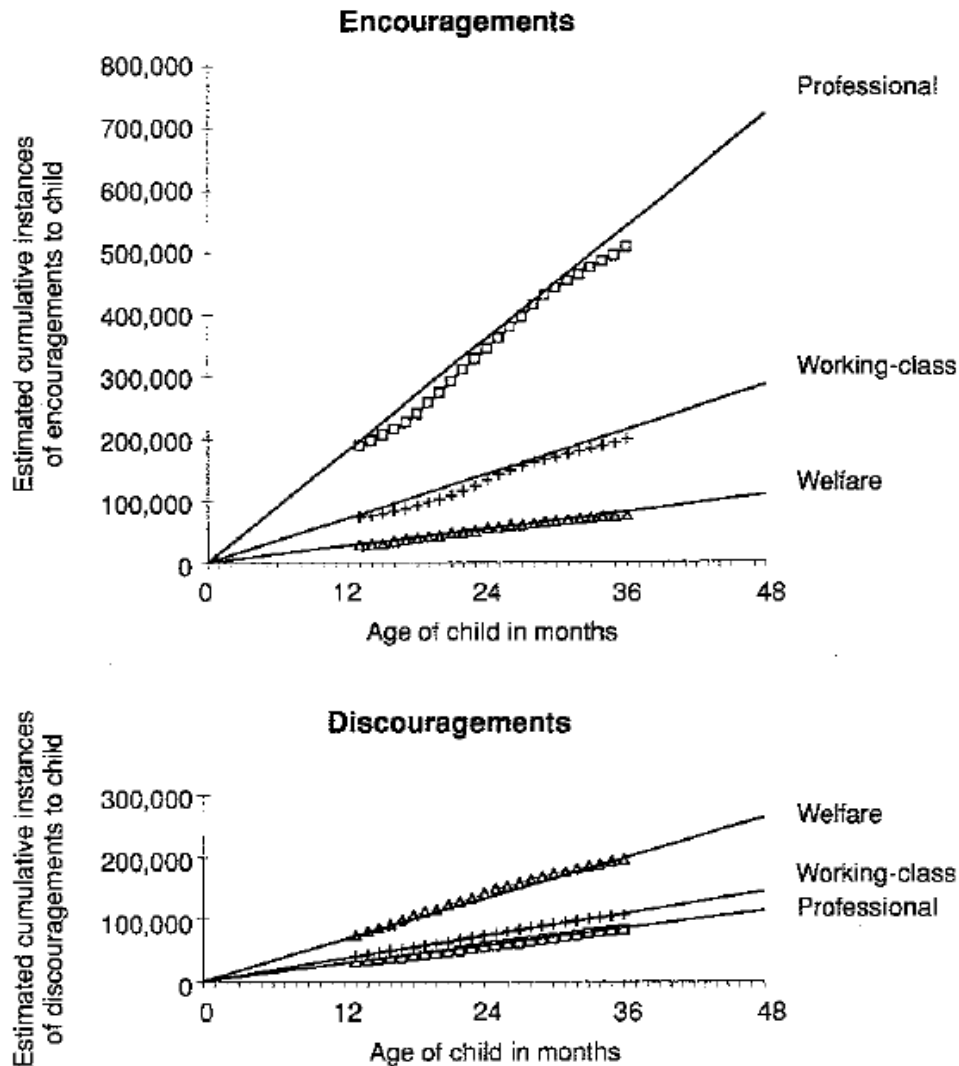 Encouragements
800,000
700,000
600,000
500,000
400,000
300,000
200,000
100,000
0
Estimated cumulative instances
of encouragements to child
Professional
Working-class
Welfare
0 12 24 36 48
Age of child in months
Discouragements
300,000
200,000
100,000
0
Estimated cumulative instances
of discouragements to child
Welfare
Working-class
Professional
0 12 24 36 48
Age of child in months